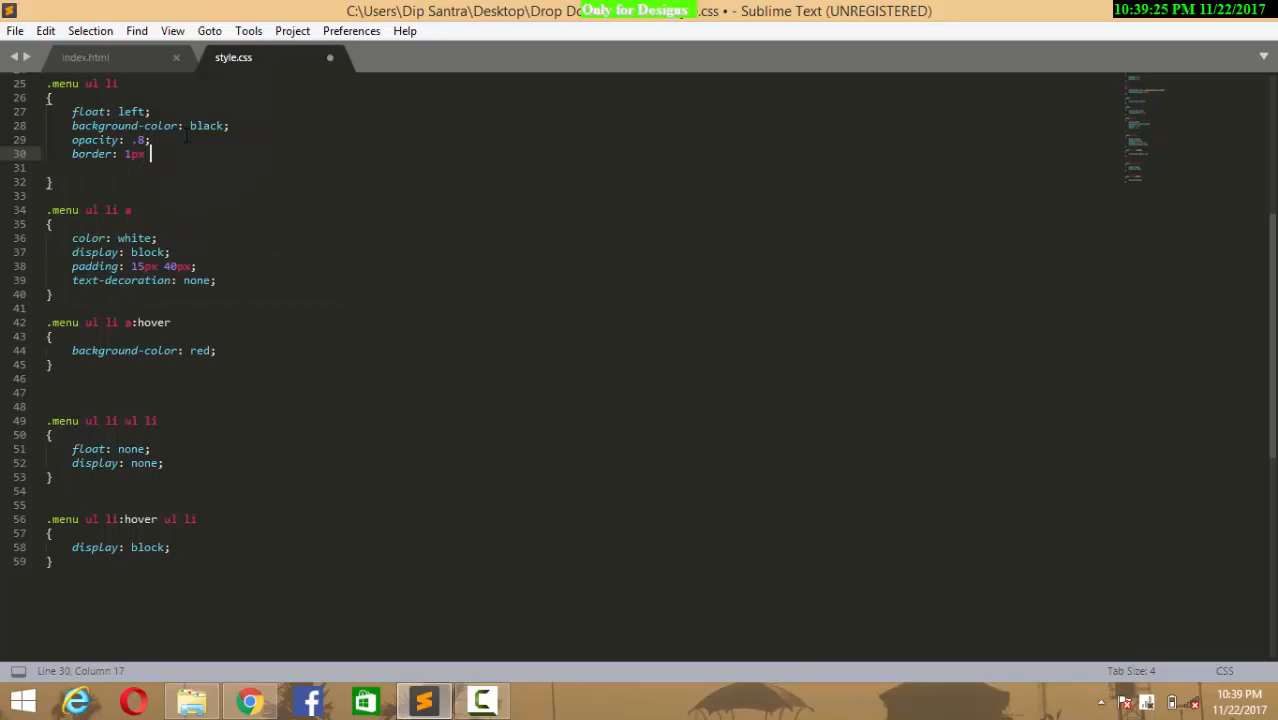 C:\Users\Dip Santra\Desktop\Drop Do
Only for Designs
.css • - Sublime Text (UNREGISTERED)
10:39:25 PM 11/22/2017
File Edit Selection Find View Goto Tools Project Preferences Help
index.html style.css
25 .menu ul li
26 {
27 float: left;
28 background-color: black;
29 opacity: .8;
30 border: 1px
31
32 }
33
34 .menu ul li a
35 {
36 color: white;
37 display: block;
38 padding: 15px 40px;
39 text-decoration: none;
40 }
41
42 .menu ul li a:hover
43 {
44 background-color: red;
45 }
46
47
48
49 .menu ul li ul li
50 {
51 float: none;
52 display: none;
53 }
54
55
56 .menu ul li:hover ul li
57 {
58 display: block;
59 }
Line 30, Column 17 Tab Size: 4 CSS
10:39 PM
11/22/2017